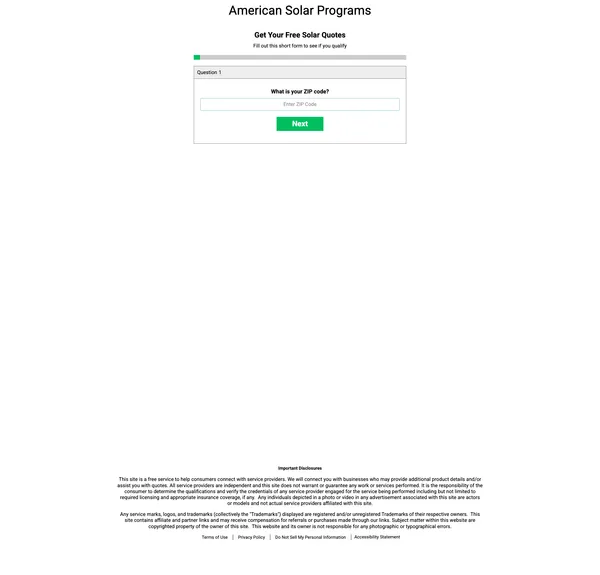 American Solar Programs
Get Your Free Solar Quotes
Fill out this short form to see if you qualify
Question 1
What is your ZIP code?
Enter ZIP Code
Next
Important Disclosures
This site is a free service to help consumers connect with service providers. We will connect you with businesses who may provide additional product details and/or
assist you with quotes. All service providers are independent and this site does not warrant or guarantee any work or services performed. It is the responsibility of the
consumer to determine the qualifications and verify the credentials of any service provider engaged for the service being performed including but not limited to
required licensing and appropriate insurance coverage, if any. Any individuals depicted in a photo or video in any advertisement associated with this site are actors
or models and not actual service providers affiliated with this site.
Any service marks, logos, and trademarks (collectively the "Trademarks") displayed are registered and/or unregistered Trademarks of their respective owners. This
site contains affiliate and partner links and may receive compensation for referrals or purchases made through our links. Subject matter within this website are
copyrighted property of the owner of this site. This website and its owner is not responsible for any photographic or typographical errors.
Terms of Use | Privacy Policy | Do Not Sell My Personal Information | Accessibility Statement